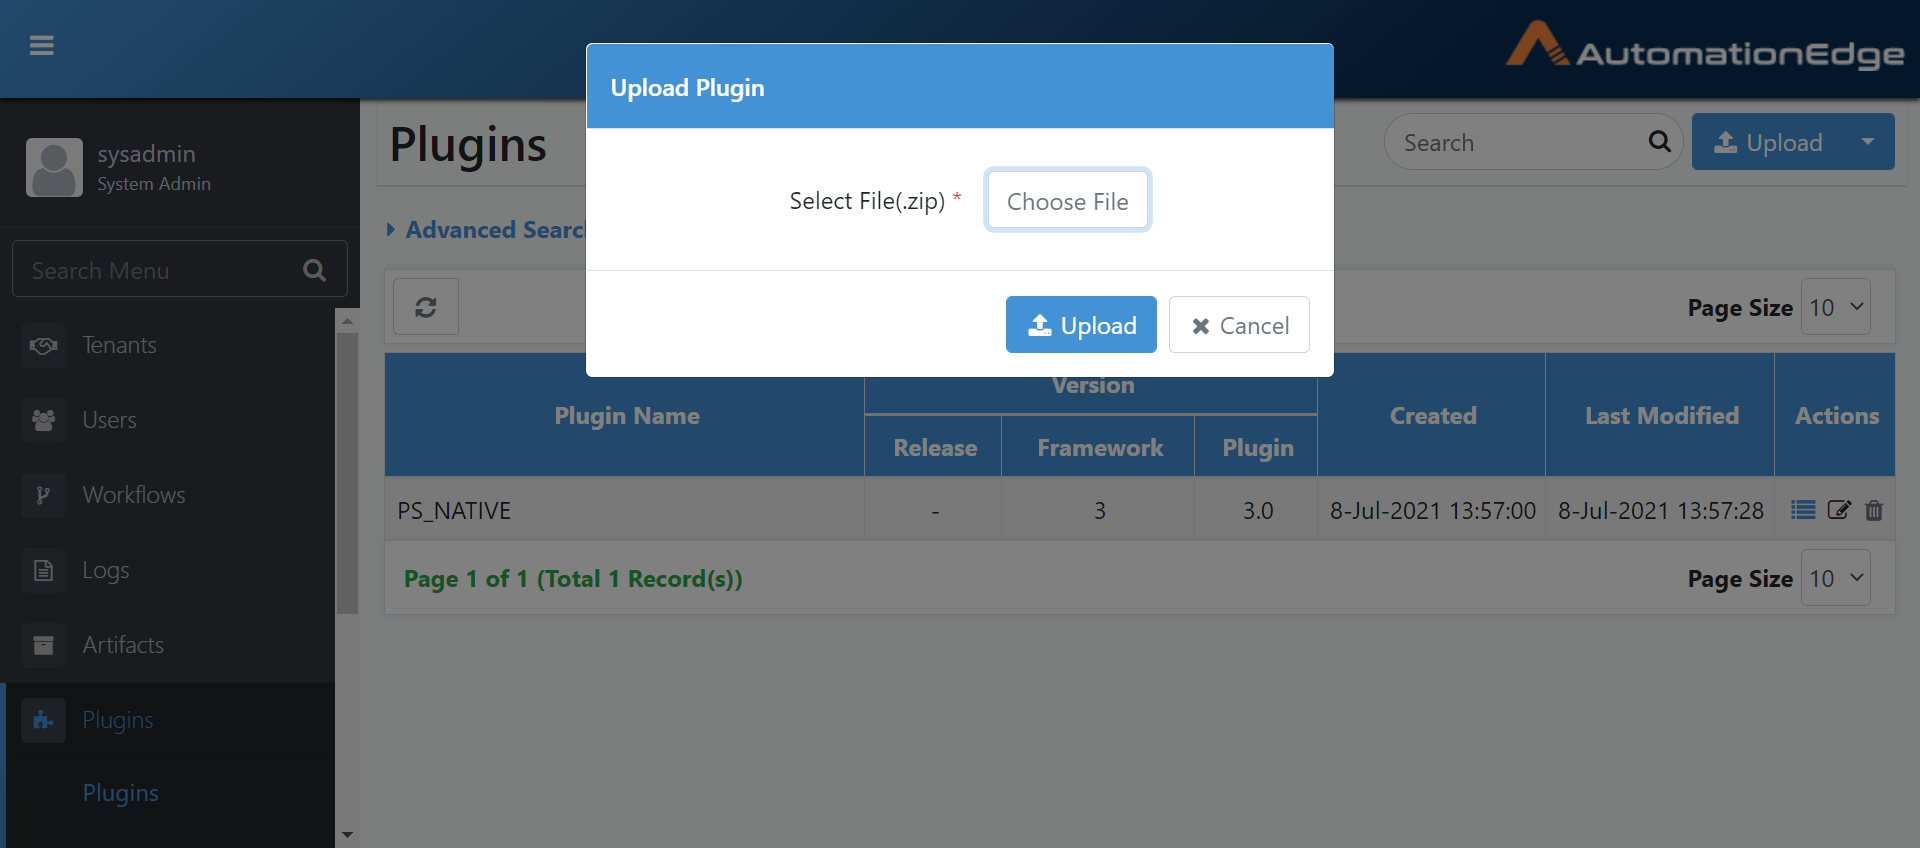 AutomationEdge
Upload Plugin
sysadmin
System Admin
Plugins
Search
Upload
Select File(.zip) *
Choose File
Advanced Searc
Search Menu
Page Size 10
Upload
Cancel
Tenants
Users
Workflows
Logs
Artifacts
Plugins
Plugins
Plugin Name
Version
Created
Last Modified
Actions
Release
Framework
Plugin
PS_NATIVE - 3 3.0 8-Jul-2021 13:57:00 8-Jul-2021 13:57:28
Page 1 of 1 (Total 1 Record(s))
Page Size 10